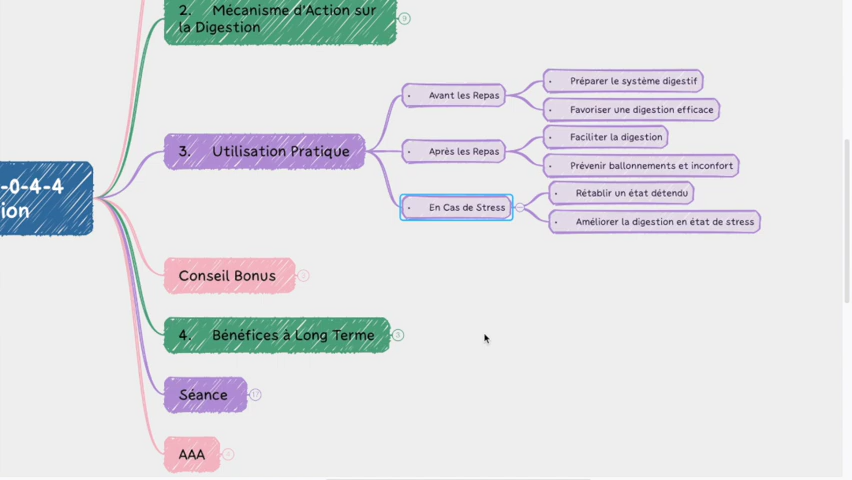 2. Mécanisme d'Action sur
la Digestion
9
-0-4-4
ion
3. Utilisation Pratique
• Avant les Repas
• Préparer le système digestif
• Favoriser une digestion efficace
• Après les Repas
• Faciliter la digestion
• Prévenir ballonnements et inconfort
• En Cas de Stress
• Rétablir un état détendu
• Améliorer la digestion en état de stress
Conseil Bonus
4. Bénéfices à Long Terme
Séance
17
AAA